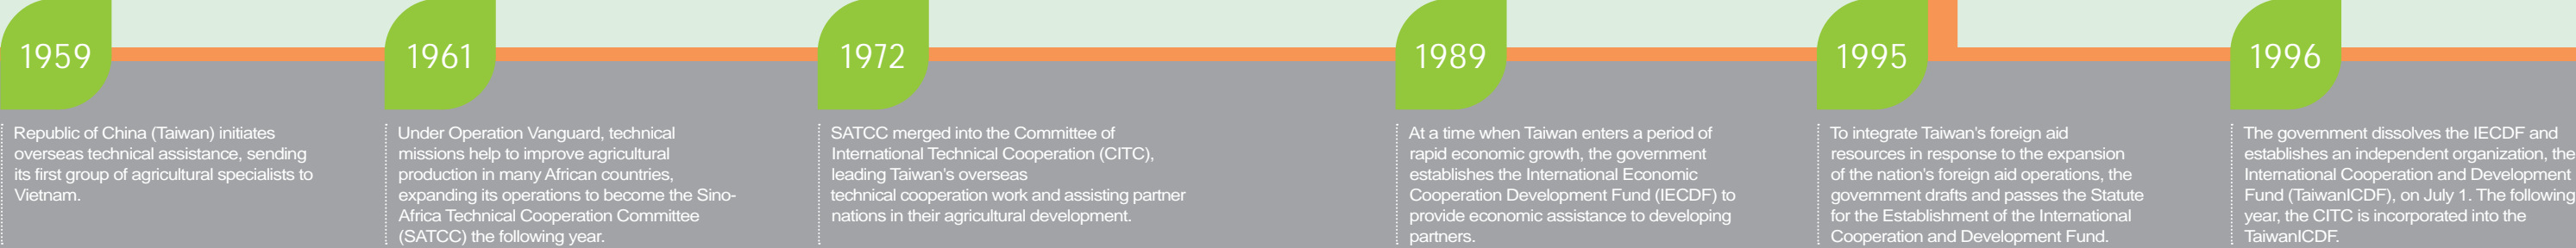 1959
Republic of China (Taiwan) initiates
overseas technical assistance, sending
its first group of agricultural specialists to
Vietnam.
1961
Under Operation Vanguard, technical
missions help to improve agricultural
production in many African countries,
expanding its operations to become the Sino-
Africa Technical Cooperation Committee
(SATCC) the following year.
1972
SATCC merged into the Committee of
International Technical Cooperation (CITC),
leading Taiwan's overseas
technical cooperation work and assisting partner
nations in their agricultural development.
1989
At a time when Taiwan enters a period of
rapid economic growth, the government
establishes the International Economic
Cooperation Development Fund (IECDF) to
provide economic assistance to developing
partners.
1995
To integrate Taiwan's foreign aid
resources in response to the expansion
of the nation's foreign aid operations, the
government drafts and passes the Statute
for the Establishment of the International
Cooperation and Development Fund.
1996
The government dissolves the IECDF and
establishes an independent organization, the
International Cooperation and Development
Fund (TaiwanICDF), on July 1. The following
year, the CITC is incorporated into the
TaiwanICDF.